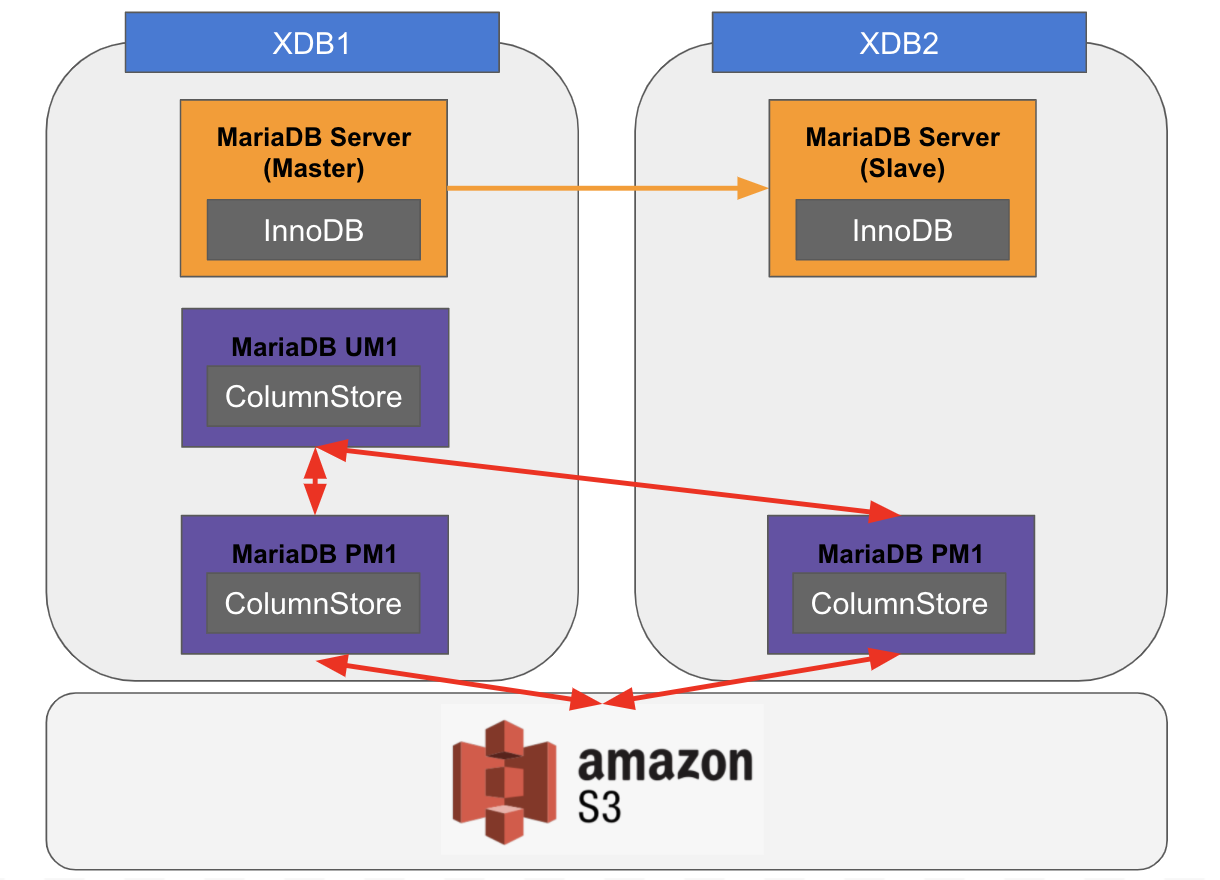 XDB1
MariaDB Server
(Master)
InnoDB
MariaDB UM1
ColumnStore
MariaDB PM1
ColumnStore
XDB2
MariaDB Server
(Slave)
InnoDB
MariaDB PM1
ColumnStore
amazon
S3